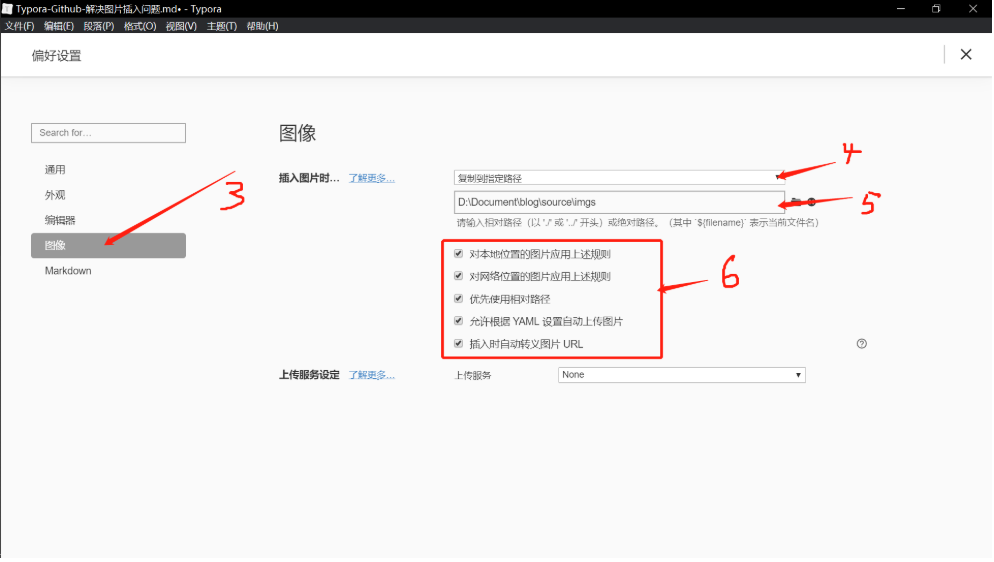 Typora-Github-解决图片插入问题.md• - Typora
文件(F) 编辑(E) 段落(P) 格式(O) 视图(V) 主题(T) 帮助(H)
偏好设置
Search for...
通用
外观
编辑器
图像
Markdown
3
图像
插入图片时... 了解更多... 复制到指定路径
4
D:\Document\blog\source\imgs
5
请输入相对路径（以 './' 或 '../' 开头）或绝对路径。（其中 `${filename}` 表示当前文件名）
对本地位置的图片应用上述规则
对网络位置的图片应用上述规则
6
优先使用相对路径
允许根据 YAML 设置自动上传图片
插入时自动转义图片 URL
上传服务设定 了解更多... 上传服务 None